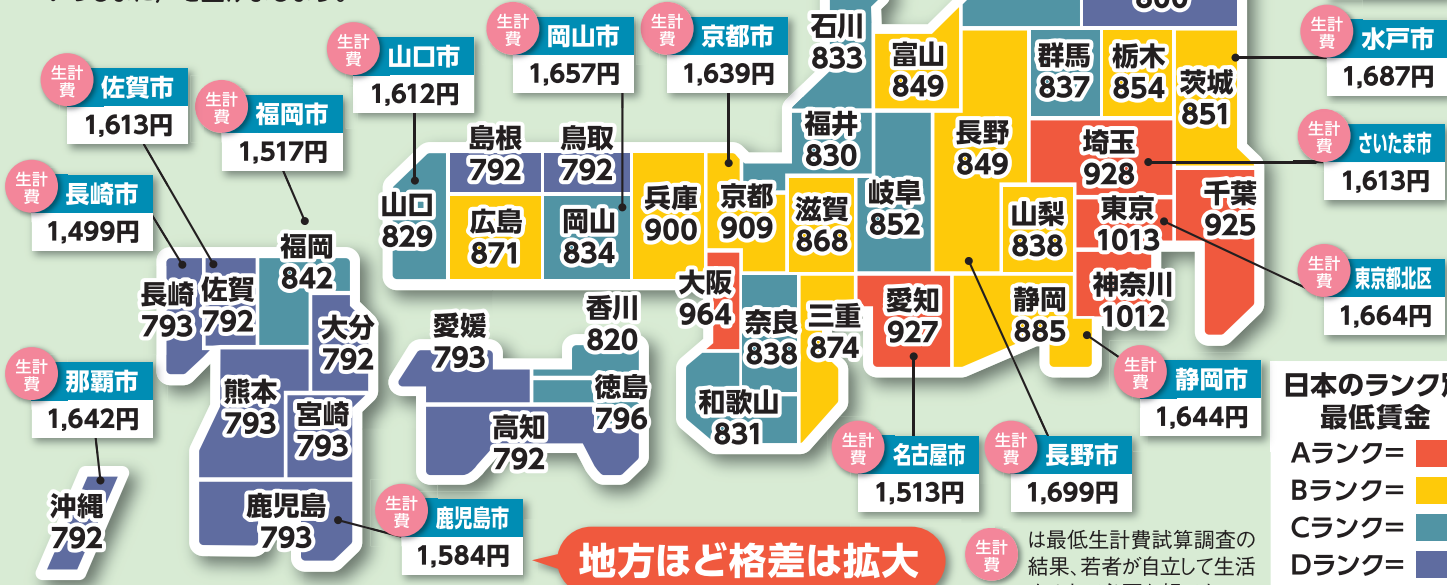 生計費
佐賀市
1,613円
生計費
福岡市
1,517円
生計費
長崎市
1,499円
生計費
山口市
1,612円
生計費
岡山市
1,657円
生計費
京都市
1,639円
生計費
水戸市
1,687円
生計費
さいたま市
1,613円
生計費
東京都北区
1,664円
生計費
静岡市
1,644円
生計費
長野市
1,699円
生計費
名古屋市
1,513円
生計費
鹿児島市
1,584円
生計費
那覇市
1,642円
石川
833
富山
849
群馬
837
栃木
854
茨城
851
福井
830
長野
849
埼玉
928
千葉
925
島根
792
鳥取
792
山口
829
広島
871
岡山
834
兵庫
900
京都
909
滋賀
868
岐阜
852
山梨
838
東京
1013
神奈川
1012
大阪
964
奈良
838
三重
874
愛知
927
静岡
885
和歌山
831
福岡
842
長崎
793
佐賀
792
大分
792
熊本
793
宮崎
793
鹿児島
793
沖縄
792
愛媛
793
香川
820
徳島
796
高知
792
地方ほど格差は拡大
生計費
は最低生計費試算調査の
結果、若者が自立して生活
日本のランク別
最低賃金
Aランク＝
Bランク＝
Cランク＝
Dランク＝